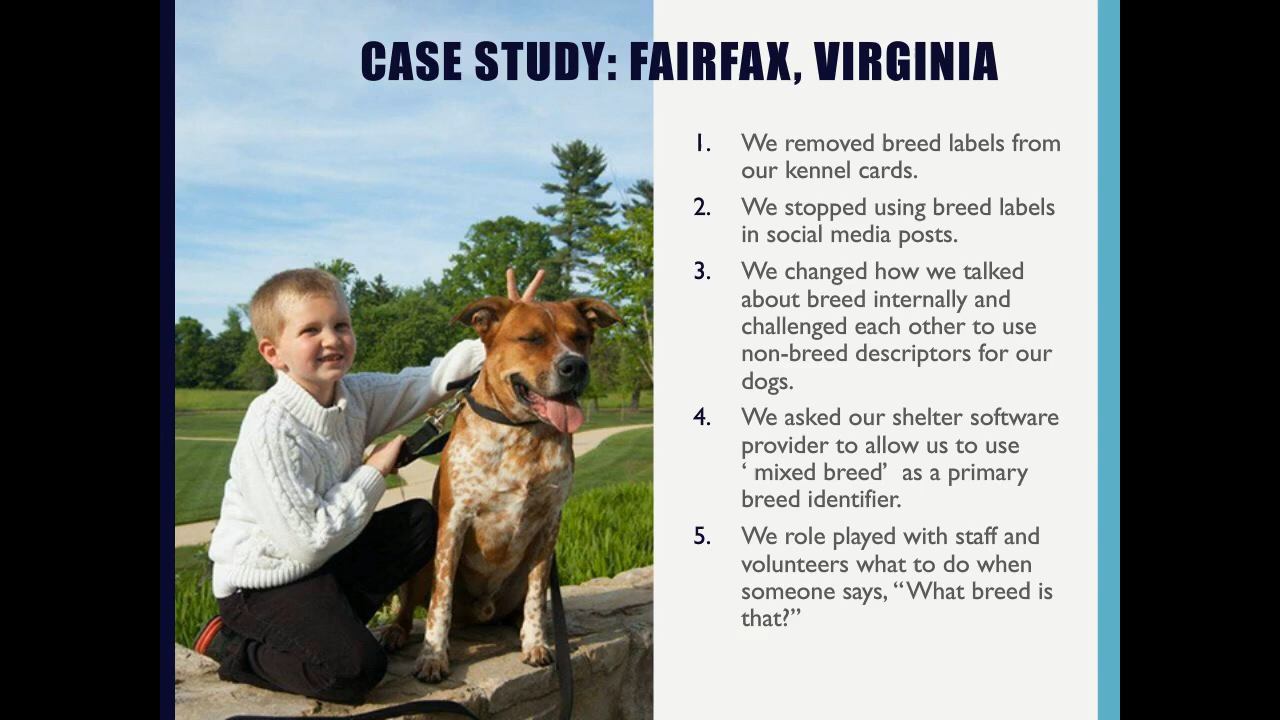 CASE STUDY: FAIRFAX, VIRGINIA
1. We removed breed labels from
our kennel cards.
2. We stopped using breed labels
in social media posts.
3. We changed how we talked
about breed internally and
challenged each other to use
non-breed descriptors for our
dogs.
4. We asked our shelter software
provider to allow us to use
‘ mixed breed’  as a primary
breed identifier.
5. We role played with staff and
volunteers what to do when
someone says, “What breed is
that?”